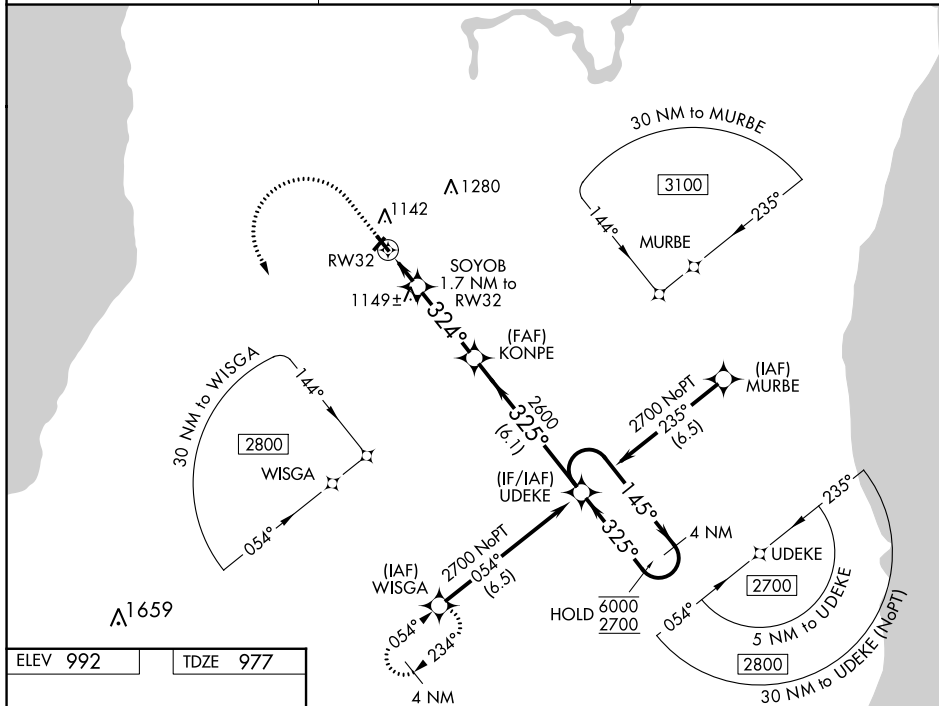 30 NM to MURBE
3100
144°
235°
MURBE
1280
1142
RW32
SOYOB
1.7 NM to
RW32
1149±
324°
(FAF)
KONPE
30 NM to WISGA
144°
2800
WISGA
054°
2600
325°
(6.1)
(IAF)
MURBE
2700 NoPT
235°
(6.5)
(IF/IAF)
UDEKE
145°
325°
4 NM
HOLD
6000
2700
2700 NoPT
054°
(6.5)
(IAF)
WISGA
054°
234°
4 NM
235°
UDEKE
2700
054°
5 NM to UDEKE
2800
30 NM to UDEKE (NoPT)
1659
ELEV 992
TDZE 977